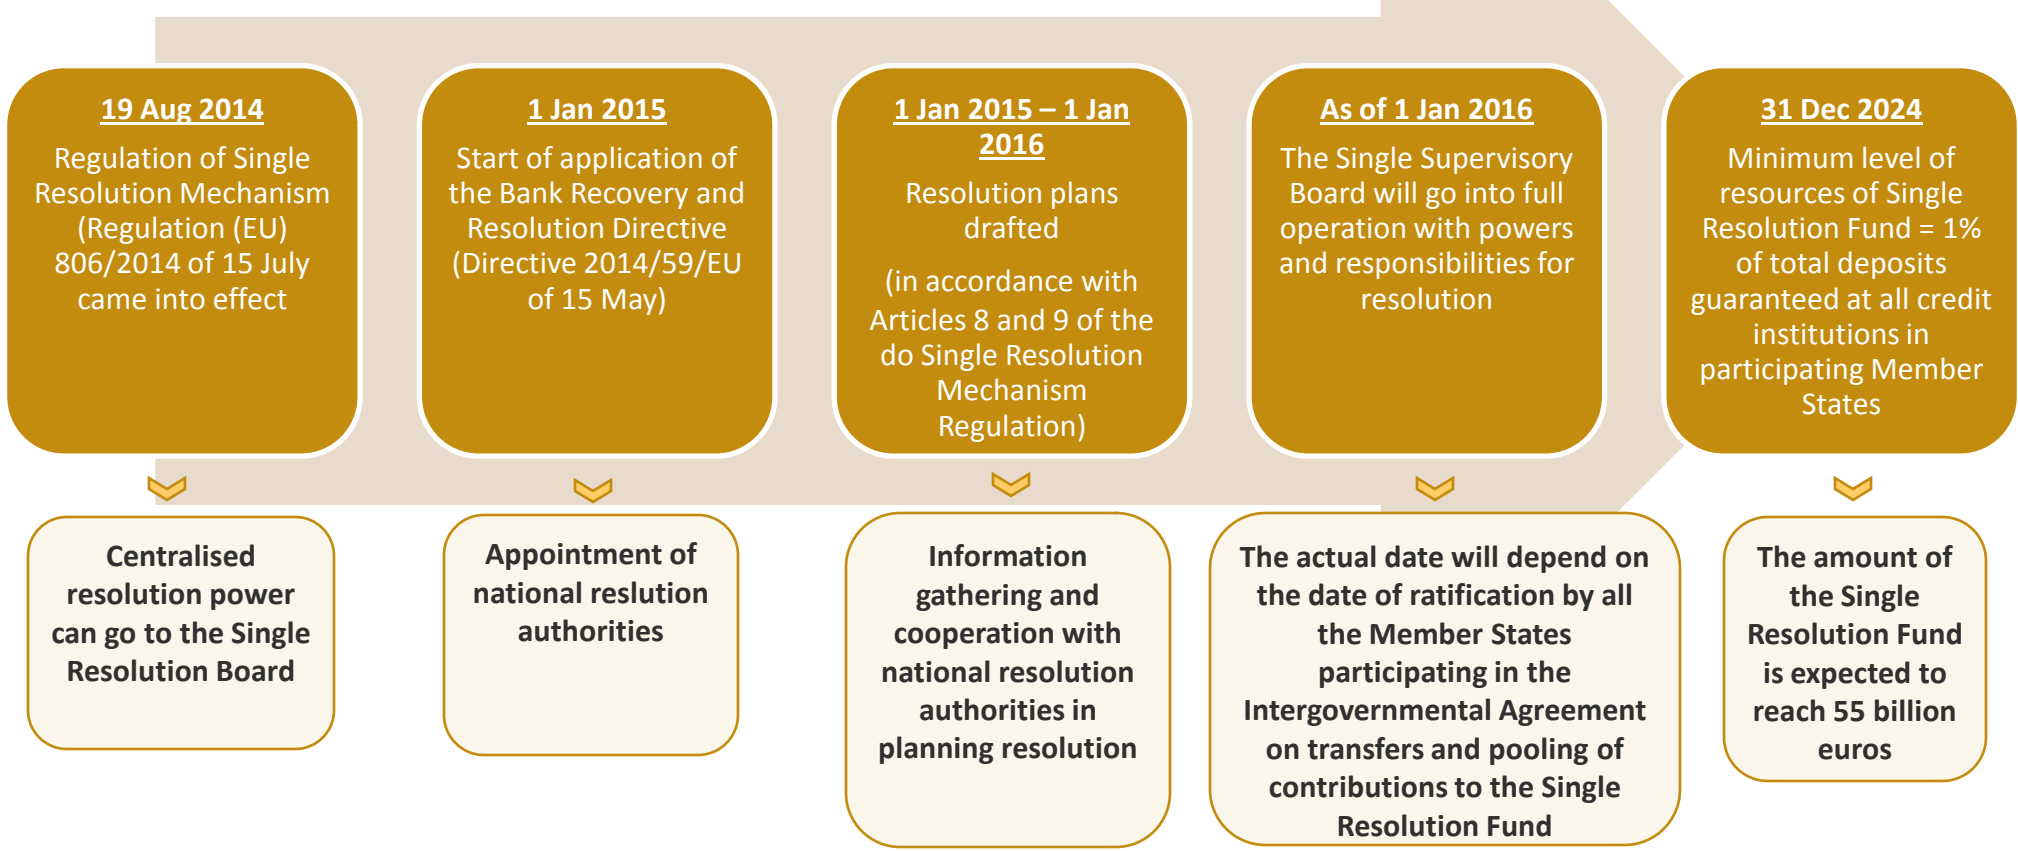 19 Aug 2014
Regulation of Single
Resolution Mechanism
(Regulation (EU)
806/2014 of 15 July
came into effect
1 Jan 2015
Start of application of
the Bank Recovery and
Resolution Directive
(Directive 2014/59/EU
of 15 May)
1 Jan 2015 – 1 Jan
2016
Resolution plans
drafted
(in accordance with
Articles 8 and 9 of the
do Single Resolution
Mechanism
Regulation)
As of 1 Jan 2016
The Single Supervisory
Board will go into full
operation with powers
and responsibilities for
resolution
31 Dec 2024
Minimum level of
resources of Single
Resolution Fund = 1%
of total deposits
guaranteed at all credit
institutions in
participating Member
States
Centralised
resolution power
can go to the Single
Resolution Board
Appointment of
national reslution
authorities
Information
gathering and
cooperation with
national resolution
authorities in
planning resolution
The actual date will depend on
the date of ratification by all
the Member States
participating in the
Intergovernmental Agreement
on transfers and pooling of
contributions to the Single
Resolution Fund
The amount of
the Single
Resolution Fund
is expected to
reach 55 billion
euros